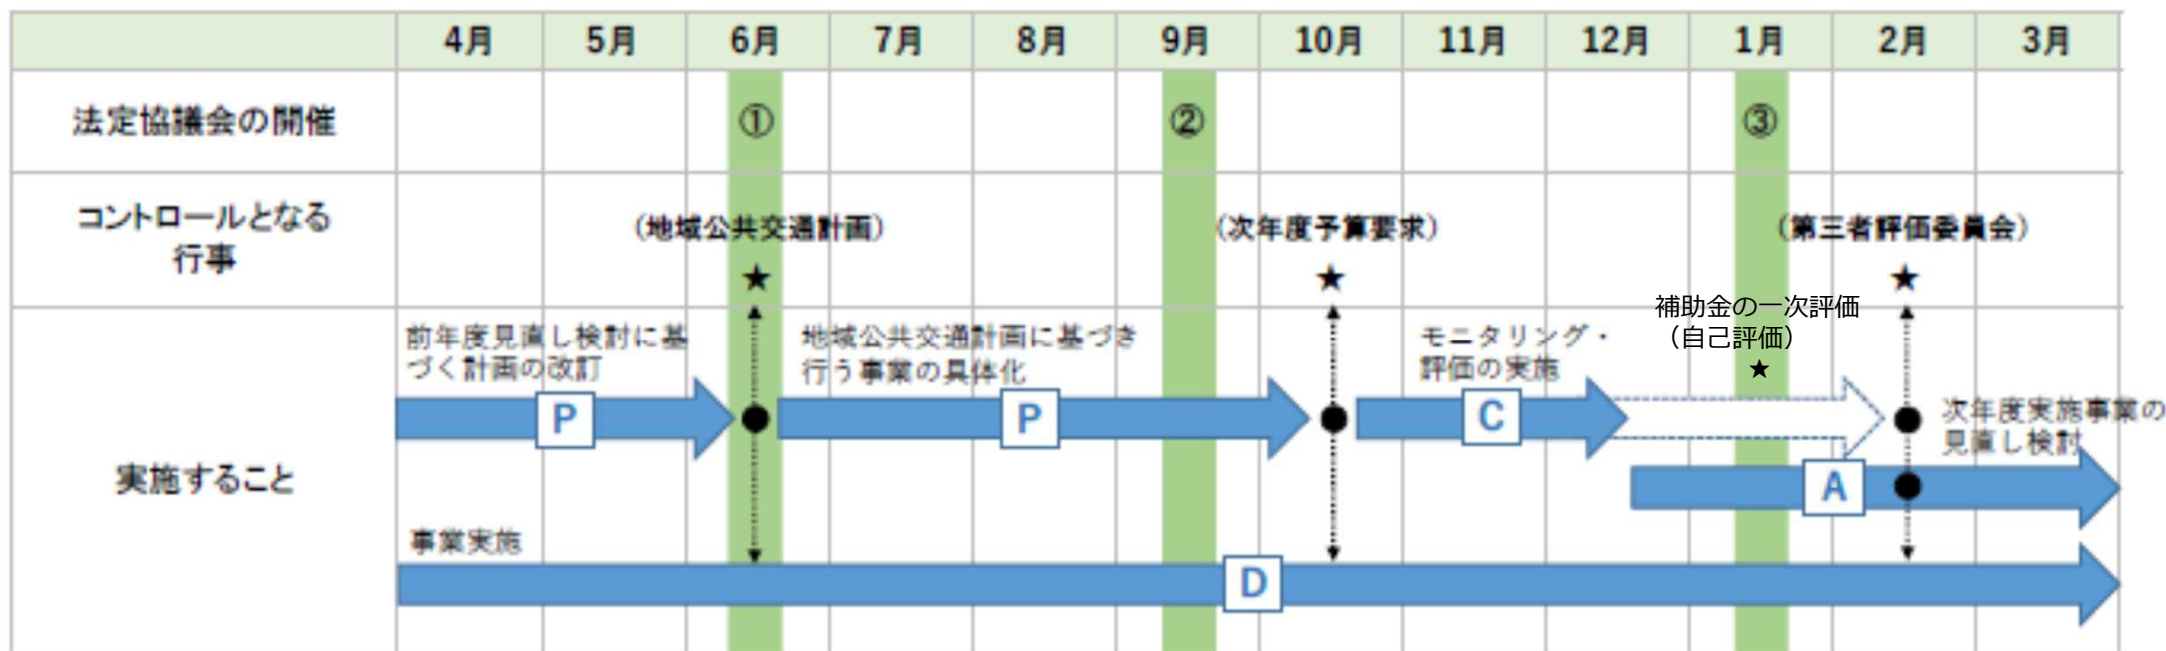 4月 5月 6月 7月 8月 9月 10月 11月 12月 1月 2月 3月
法定協議会の開催
① ② ③
コントロールとなる
行事
（地域公共交通計画） （次年度予算要求） （第三者評価委員会）
★ ★ ★
実施すること
前年度見直し検討に基
づく計画の改訂
地域公共交通計画に基づき
行う事業の具体化
モニタリング・
評価の実施
補助金の一次評価
（自己評価）
★
P P C
次年度実施事業の
見直し検討
A
事業実施
D